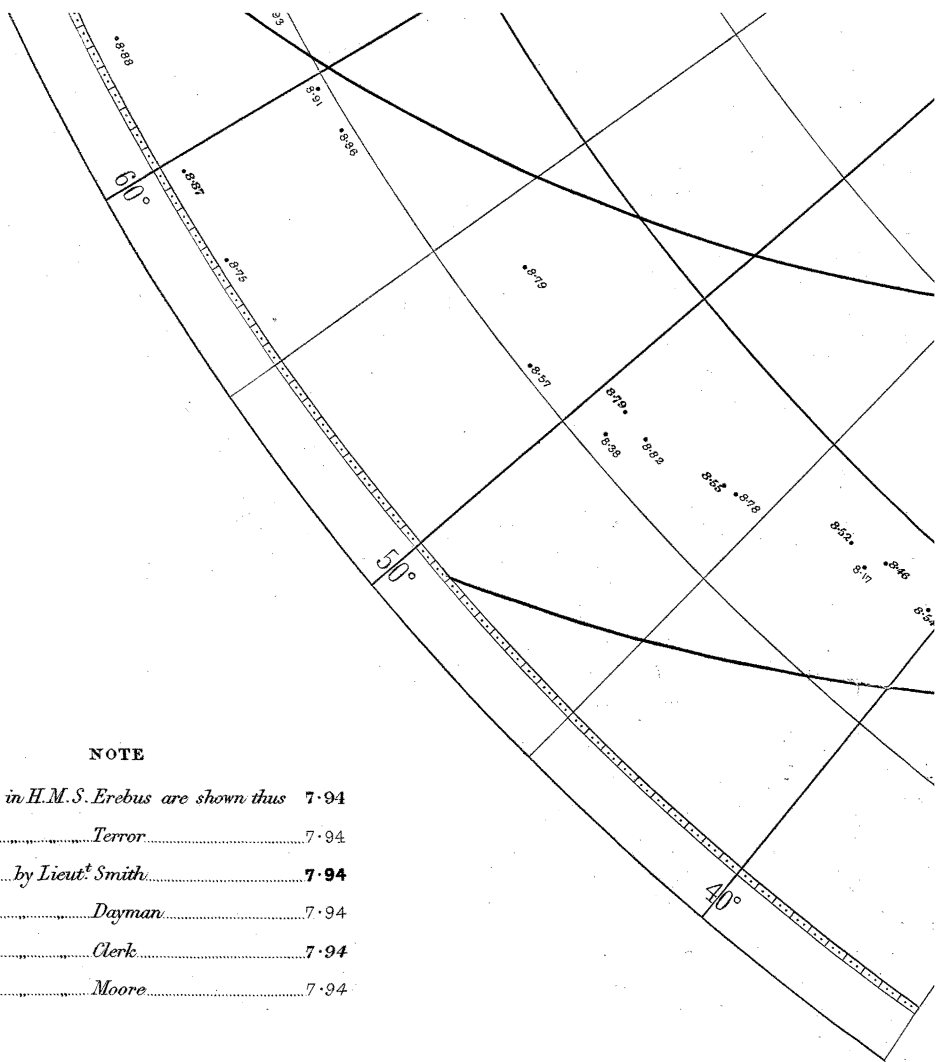 93
8·88
8·91
8·86
60°
8·87
8·75
8·79
8·57
8·79
8·38
8·82
8·55
8·78
8·52
8·17
8·46
8·54
50°
40°
NOTE
in H.M.S. Erebus are shown thus 7·94
„ „ Terror 7·94
by Lieut.t Smith 7·94
„ „ Dayman 7·94
„ „ Clerk 7·94
„ „ Moore 7·94